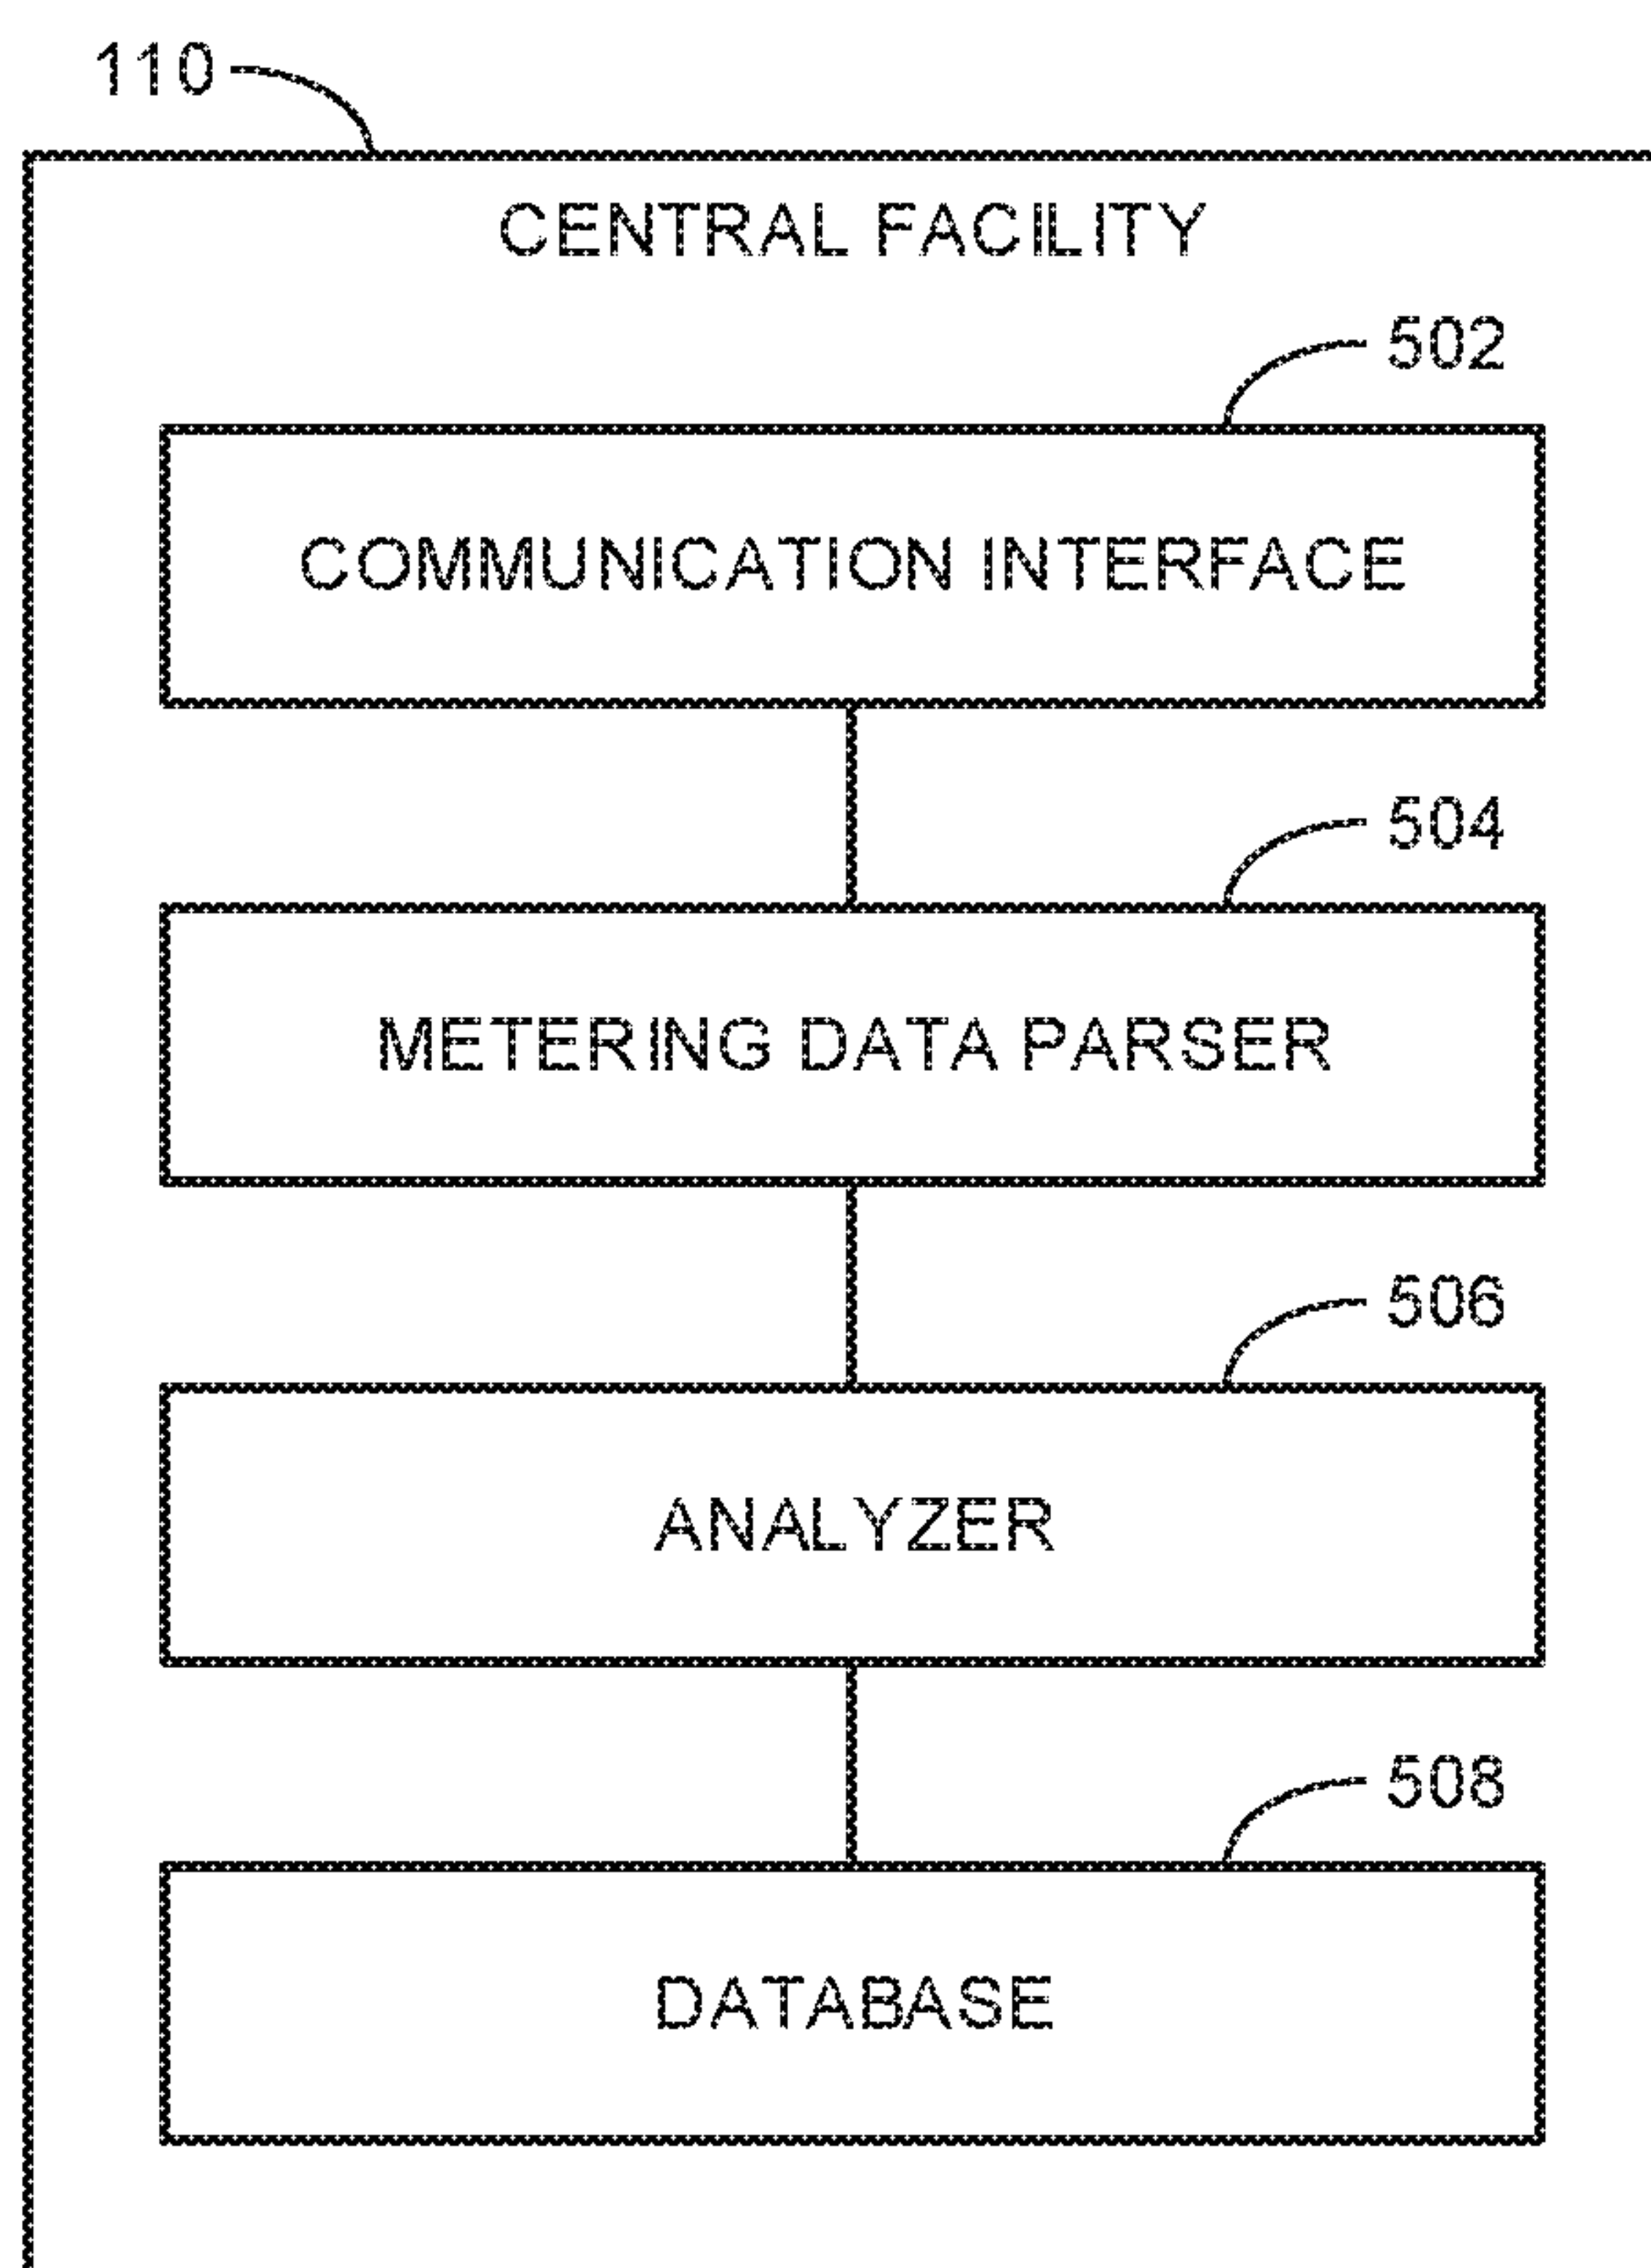 110
CENTRAL FACILITY
502
COMMUNICATION INTERFACE
504
METERING DATA PARSER
506
ANALYZER
508
DATABASE